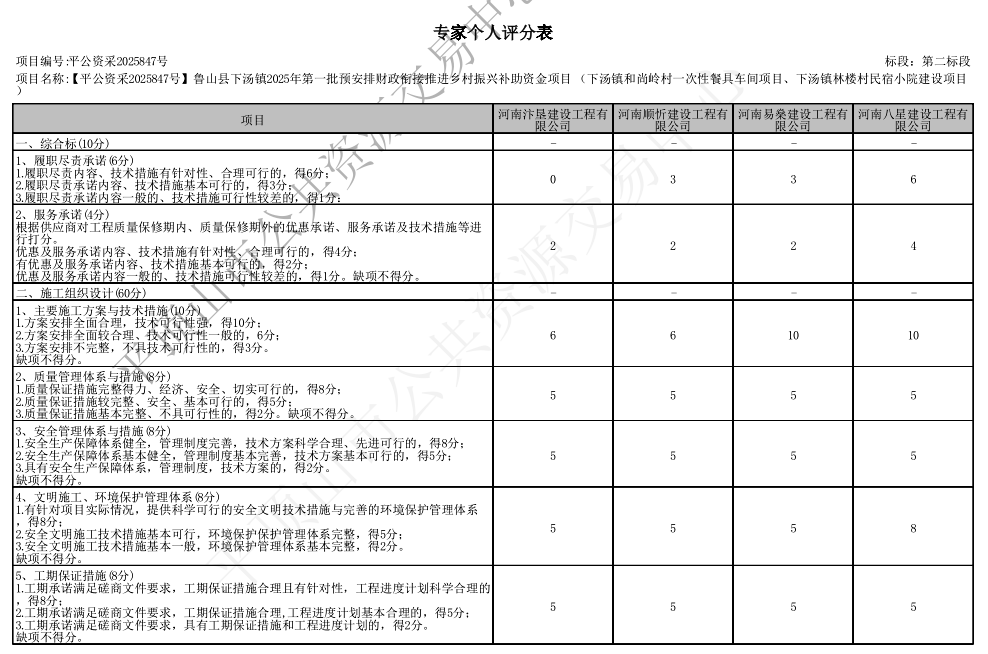 专家个人评分表
项目编号:平公资采2025847号
标段: 第二标段
项目名称:【平公资采2025847号】鲁山县下汤镇2025年第一批预安排财政衔接推进乡村振兴补助资金项目（下汤镇和尚岭村一次性餐具车间项目、下汤镇林楼村民宿小院建设项目
）
项目
河南汴垦建设工程有
限公司
河南顺忻建设工程有
限公司
河南易燊建设工程有
限公司
河南八星建设工程有
限公司
一、综合标(10分)
- - - -
1、履职尽责承诺(6分)
1.履职尽责内容、技术措施有针对性、合理可行的，得6分；
2.履职尽责承诺内容、技术措施基本可行的，得3分；
3.履职尽责承诺内容一般的、技术措施可行性较差的，得1分；
0 3 3 6
2、服务承诺(4分)
根据供应商对工程质量保修期内、质量保修期外的优惠承诺、服务承诺及技术措施等进
行打分。
优惠及服务承诺内容、技术措施有针对性、合理可行的，得4分；
有优惠及服务承诺内容、技术措施基本可行的，得2分；
优惠及服务承诺内容一般的、技术措施可行性较差的，得1分。缺项不得分。
2 2 2 4
二、施工组织设计(60分)
- - - -
1、主要施工方案与技术措施(10分)
1.方案安排全面合理，技术可行性强，得10分；
2.方案安排全面较合理、技术可行性一般的，6分；
3.方案安排不完整，不具技术可行性的，得3分。
缺项不得分。
6 6 10 10
2、质量管理体系与措施(8分)
1.质量保证措施完整得力、经济、安全、切实可行的，得8分；
2.质量保证措施较完整、安全、基本可行的，得5分；
3.质量保证措施基本完整、不具可行性的，得2分。缺项不得分。
5 5 5 5
3、安全管理体系与措施(8分)
1.安全生产保障体系健全，管理制度完善，技术方案科学合理、先进可行的，得8分；
2.安全生产保障体系基本健全，管理制度基本完善，技术方案基本可行的，得5分；
3.具有安全生产保障体系，管理制度，技术方案的，得2分。
缺项不得分。
5 5 5 5
4、文明施工、环境保护管理体系(8分)
1.有针对项目实际情况，提供科学可行的安全文明技术措施与完善的环境保护管理体系
，得8分；
2.安全文明施工技术措施基本可行，环境保护保护管理体系完整，得5分；
3.安全文明施工技术措施基本一般，环境保护管理体系基本完整，得2分。
缺项不得分。
5 5 5 8
5、工期保证措施(8分)
1.工期承诺满足磋商文件要求，工期保证措施合理且有针对性，工程进度计划科学合理的
，得8分；
2.工期承诺满足磋商文件要求，工期保证措施合理,工程进度计划基本合理的，得5分；
3.工期承诺满足磋商文件要求，具有工期保证措施和工程进度计划的，得2分。
缺项不得分。
5 5 5 5
平顶山市公共资源交易中心
平顶山市公共资源交易中心